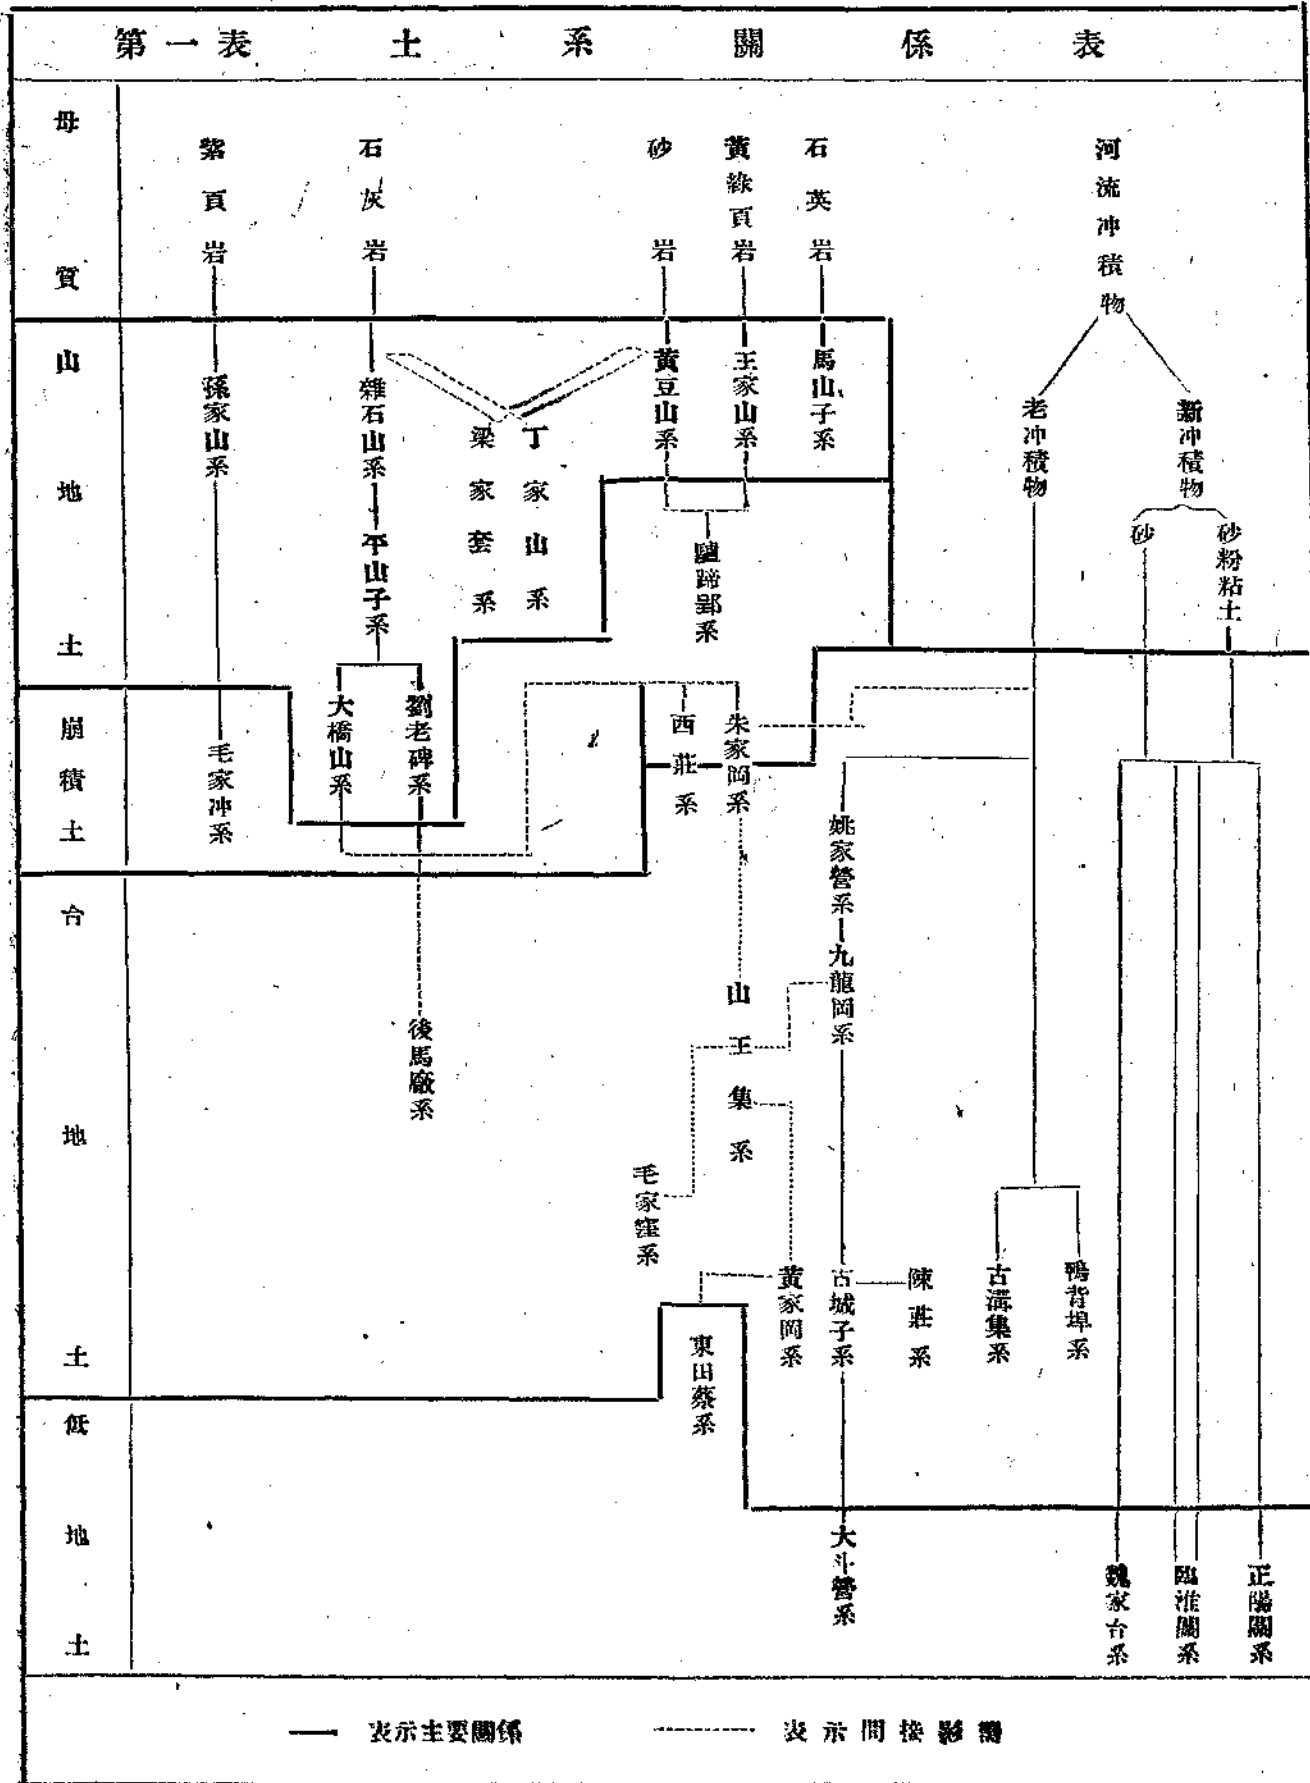 第一表 土系關係表
母質
紫頁岩
石灰岩
砂岩
黃綠頁岩
石英岩
河流冲積物
山地土
孫家山系
雜石山系
平山子系
梁家套系
丁家山系
黃豆山系
王家山系
馬山子系
驢蹄郢系
老冲積物
新冲積物
砂
砂粉粘土
大橋山系
劉老碑系
崩積土
毛家冲系
西莊系
朱家岡系
台地土
後馬廠系
姚家營系
九龍岡系
山王集系
毛家窪系
黃家岡系
古城子系
陳莊系
古溝集系
鴨背埠系
低地土
東田蔡系
大斗營系
魏家台系
臨淮關系
正陽關系
表示主要關係
表示間接影響